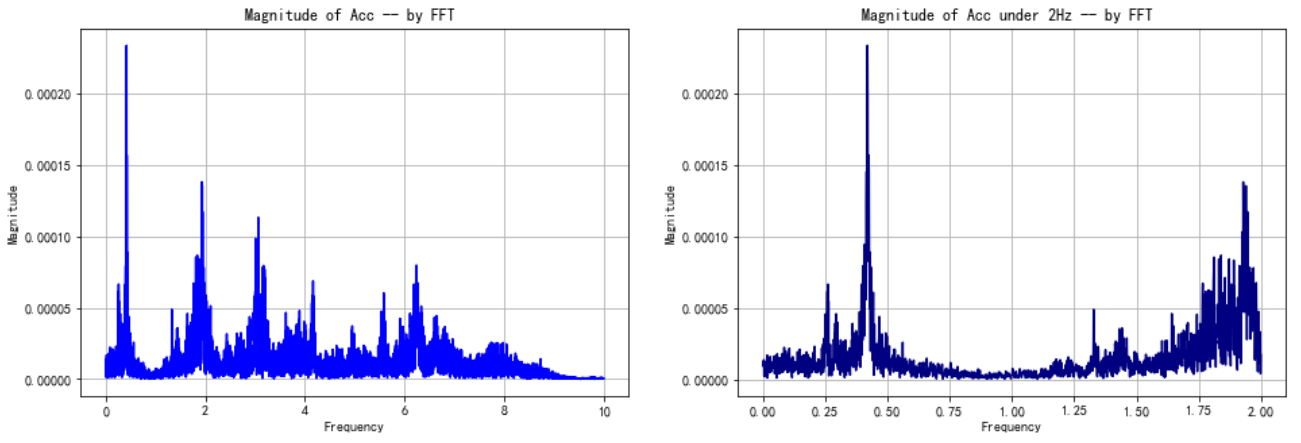 Magnitude of Acc -- by FFT
0.00020
0.00015
0.00010
0.00005
0.00000
Magnitude
0 2 4 6 8 10
Frequency
Magnitude of Acc under 2Hz -- by FFT
0.00020
0.00015
0.00010
0.00005
0.00000
Magnitude
0.00 0.25 0.50 0.75 1.00 1.25 1.50 1.75 2.00
Frequency